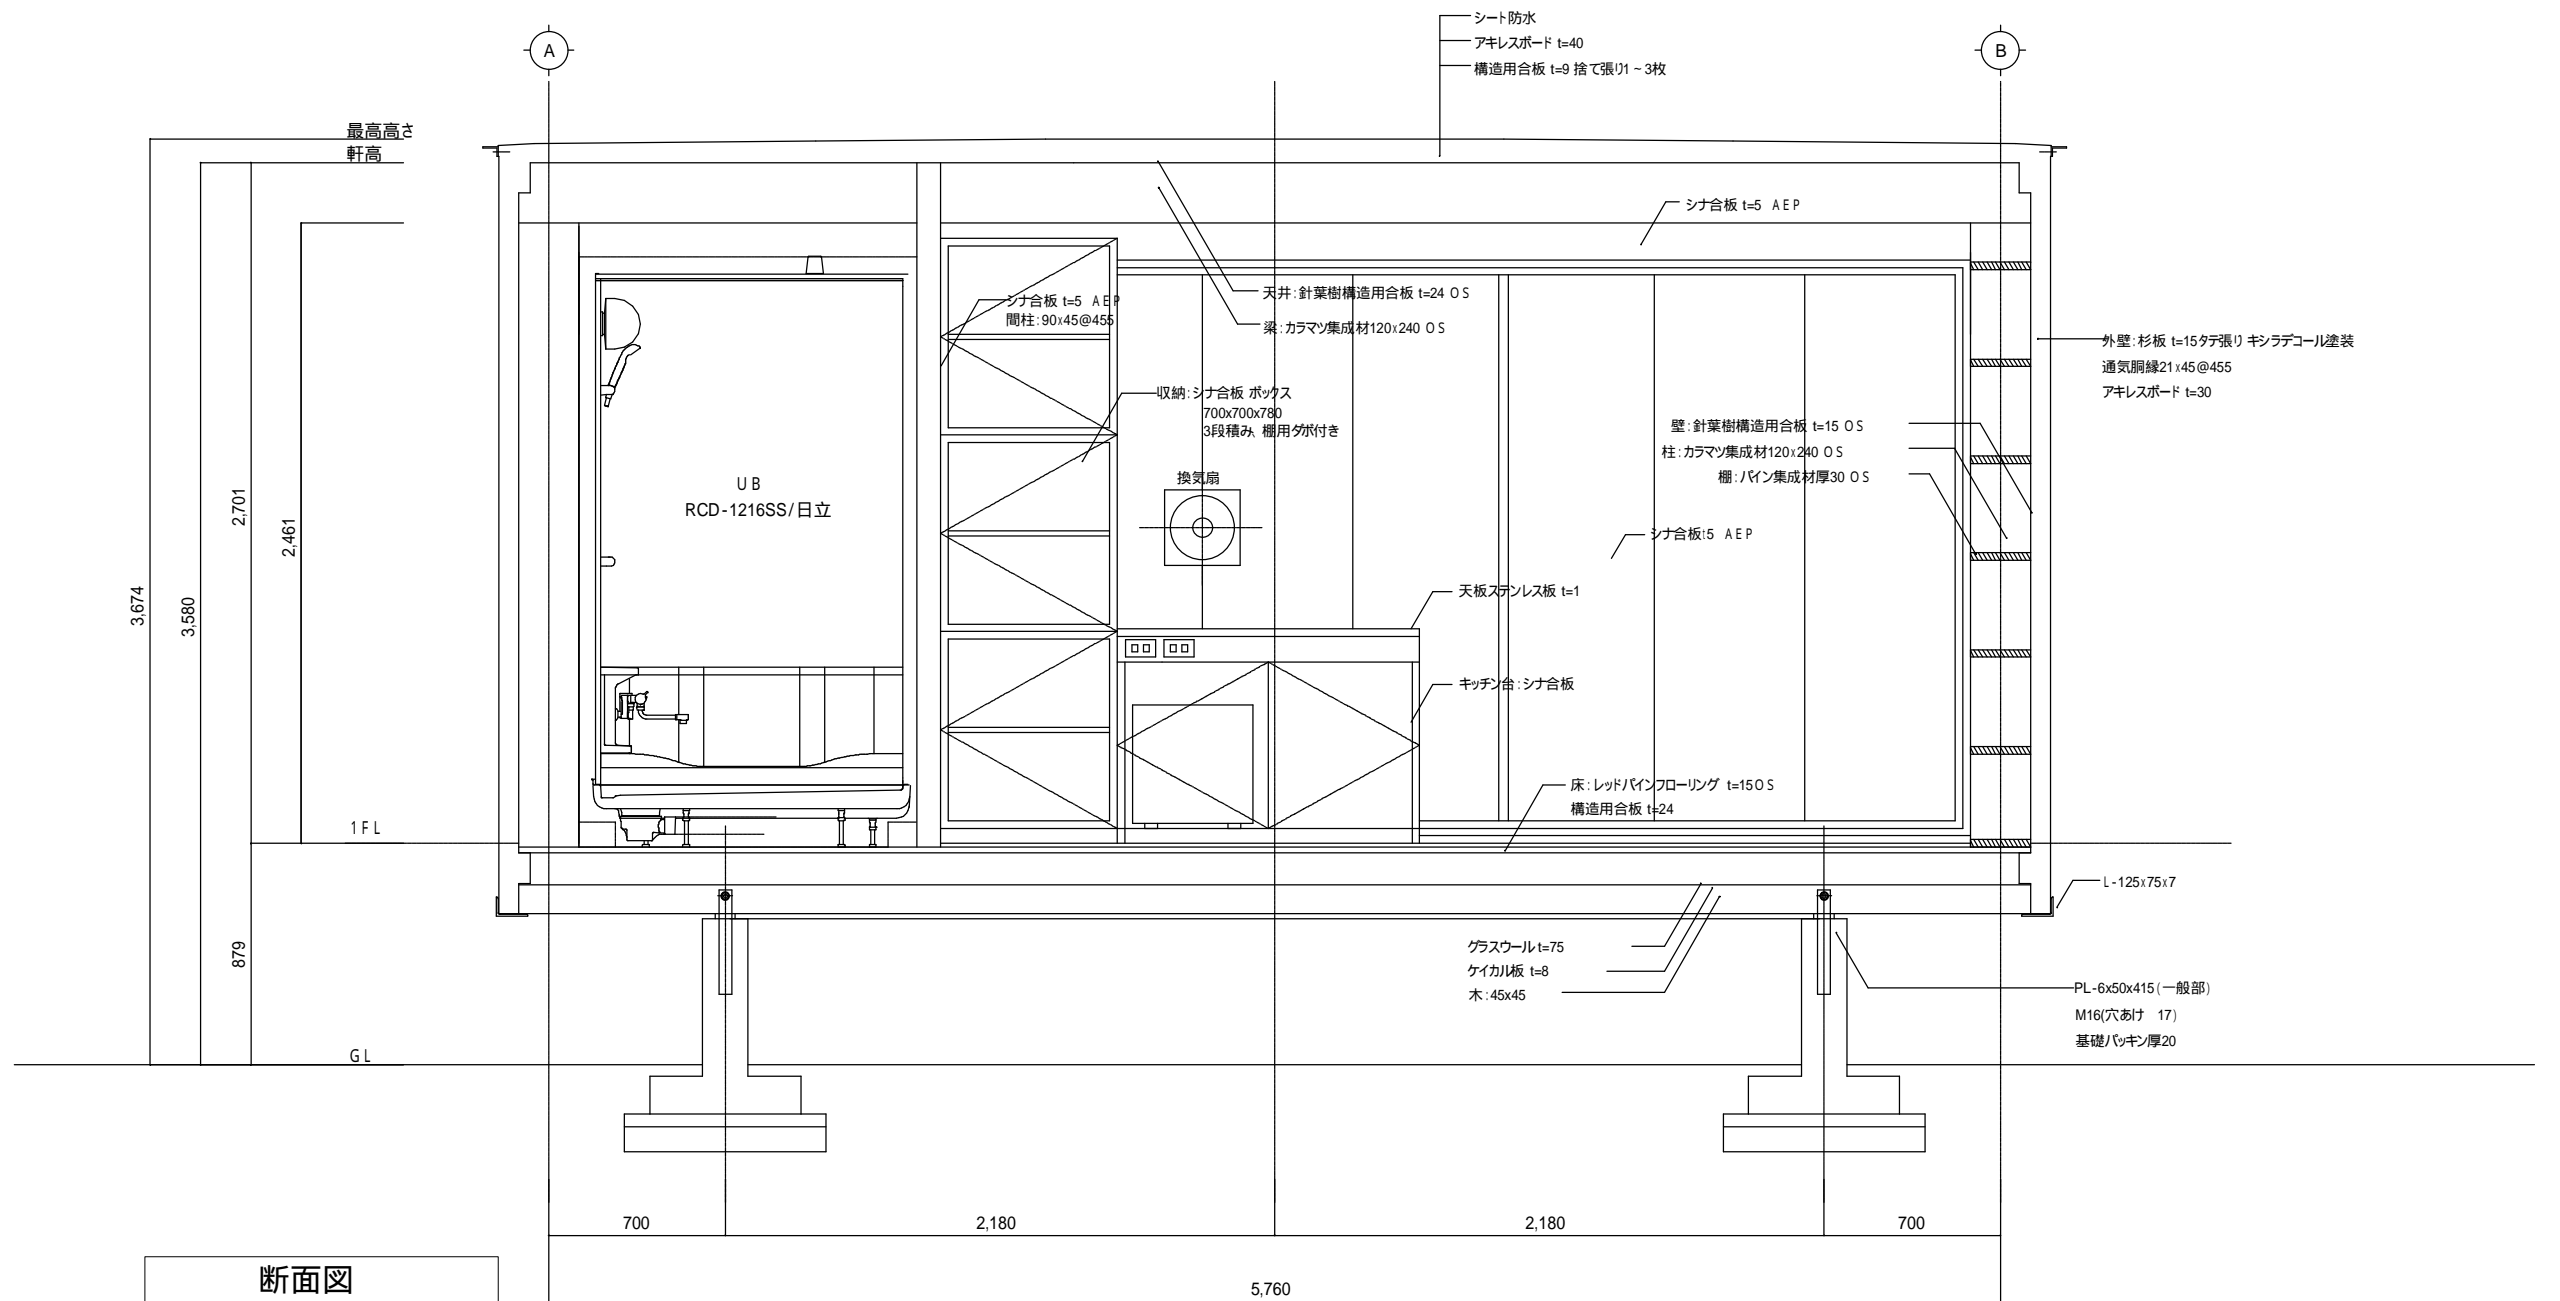 シート防水
アキレスボード t=40
構造用合板 t=9 捨て張り1~3枚
A
B
最高高さ
軒高
シナ合板 t=5 AEP
シナ合板 t=5 AEP
間柱:90x45@455
天井:針葉樹構造用合板 t=24 OS
梁:カラマツ集成材120x240 OS
外壁:杉板 t=15タテ張り キシラデコール塗装
通気胴縁21x45@455
アキレスボード t=30
収納:シナ合板 ボックス
700x700x780
3段積み、棚用ダボ付き
壁:針葉樹構造用合板 t=15 OS
柱:カラマツ集成材120x240 OS
棚:パイン集成材厚30 OS
換気扇
UB
RCD-1216SS/日立
2,701
2,461
3,674
3,580
シナ合板t5 AEP
天板ステンレス板 t=1
キッチン台:シナ合板
床:レッドパインフローリング t=15OS
構造用合板 t=24
1FL
L-125x75x7
879
グラスウール t=75
ケイカル板 t=8
木:45x45
PL-6x50x415(一般部)
M16(穴あけ 17)
基礎パッキン厚20
GL
700
2,180
2,180
700
断面図
5,760